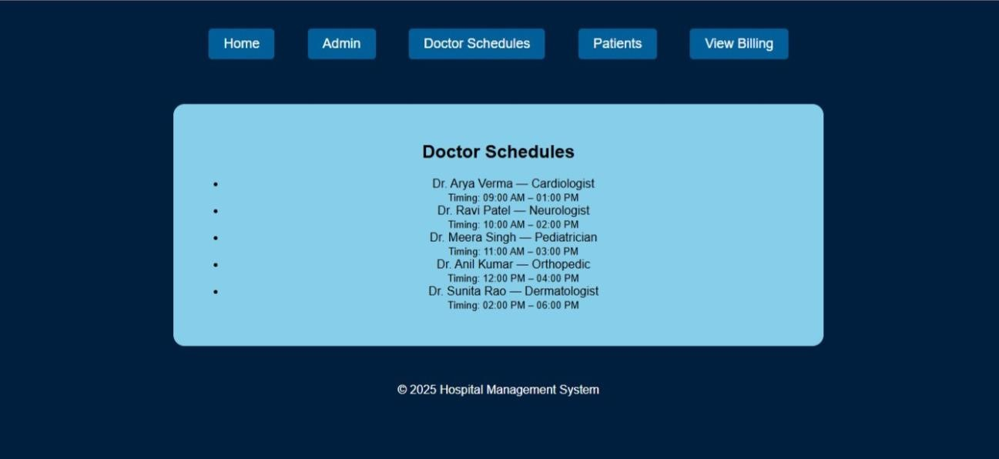 Home Admin Doctor Schedules Patients View Billing
Doctor Schedules
• Dr. Arya Verma — Cardiologist
Timing: 09:00 AM – 01:00 PM
• Dr. Ravi Patel — Neurologist
Timing: 10:00 AM – 02:00 PM
• Dr. Meera Singh — Pediatrician
Timing: 11:00 AM – 03:00 PM
• Dr. Anil Kumar — Orthopedic
Timing: 12:00 PM – 04:00 PM
• Dr. Sunita Rao — Dermatologist
Timing: 02:00 PM – 06:00 PM
© 2025 Hospital Management System